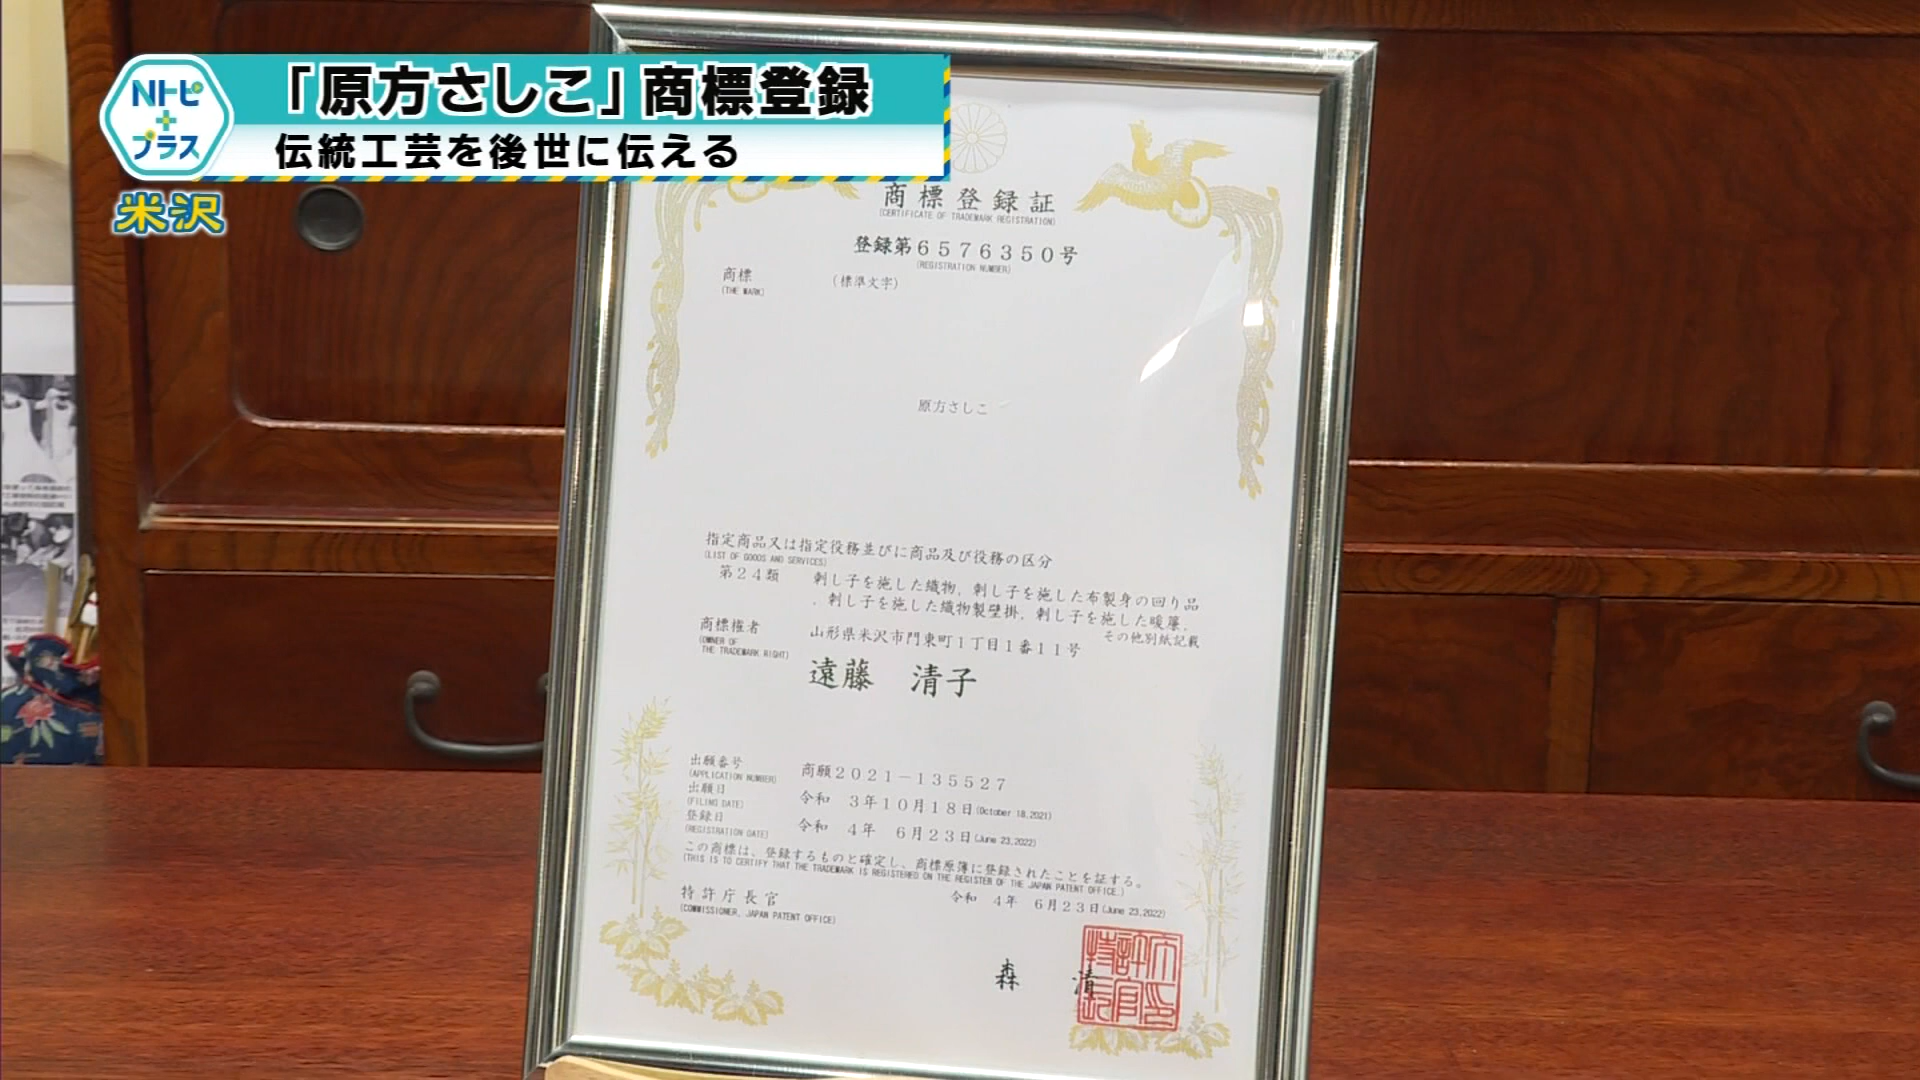 Nトピ
+
プラス
「原方さしこ」商標登録
伝統工芸を後世に伝える
米沢
商標登録証
(CERTIFICATE OF TRADEMARK REGISTRATION)
登録第6576350号
(REGISTRATION NUMBER)
商標
(THE MARK)
(標準文字)
原方さしこ
指定商品又は指定役務並びに商品及び役務の区分
(LIST OF GOODS AND SERVICES)
第24類 刺し子を施した織物，刺し子を施した布製身の回り品
，刺し子を施した織物製壁掛，刺し子を施した暖簾，
その他別紙記載
商標権者
(OWNER OF
THE TRADEMARK RIGHT)
山形県米沢市門東町1丁目1番11号
遠藤 清子
出願番号
(APPLICATION NUMBER)
商願2021-135527
出願日
(FILING DATE)
令和 3年10月18日(October 18,2021)
登録日
(REGISTRATION DATE)
令和 4年 6月23日(June 23,2022)
この商標は、登録するものと確定し、商標原簿に登録されたことを証する。
(THIS IS TO CERTIFY THAT THE TRADEMARK IS REGISTERED ON THE REGISTER OF THE JAPAN PATENT OFFICE.)
令和 4年 6月23日(June 23,2022)
特許庁長官
(COMMISSIONER, JAPAN PATENT OFFICE)
森 清